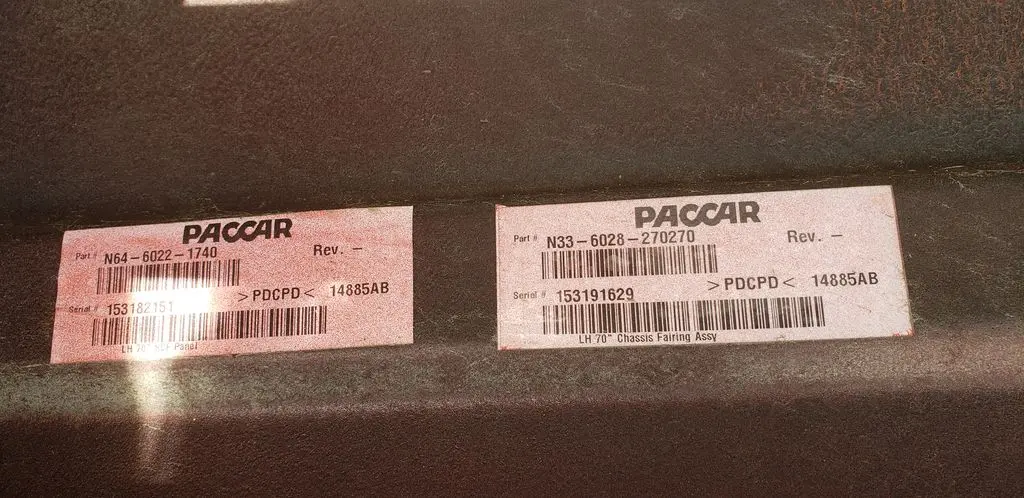 PACCAR
Part # N64-6022-1740 Rev. -
>PDCPD< 14885AB
Serial # 153182151
LH 70" Panel
PACCAR
Part # N33-6028-270270 Rev. -
>PDCPD< 14885AB
Serial # 153191629
LH 70" Chassis Fairing Assy